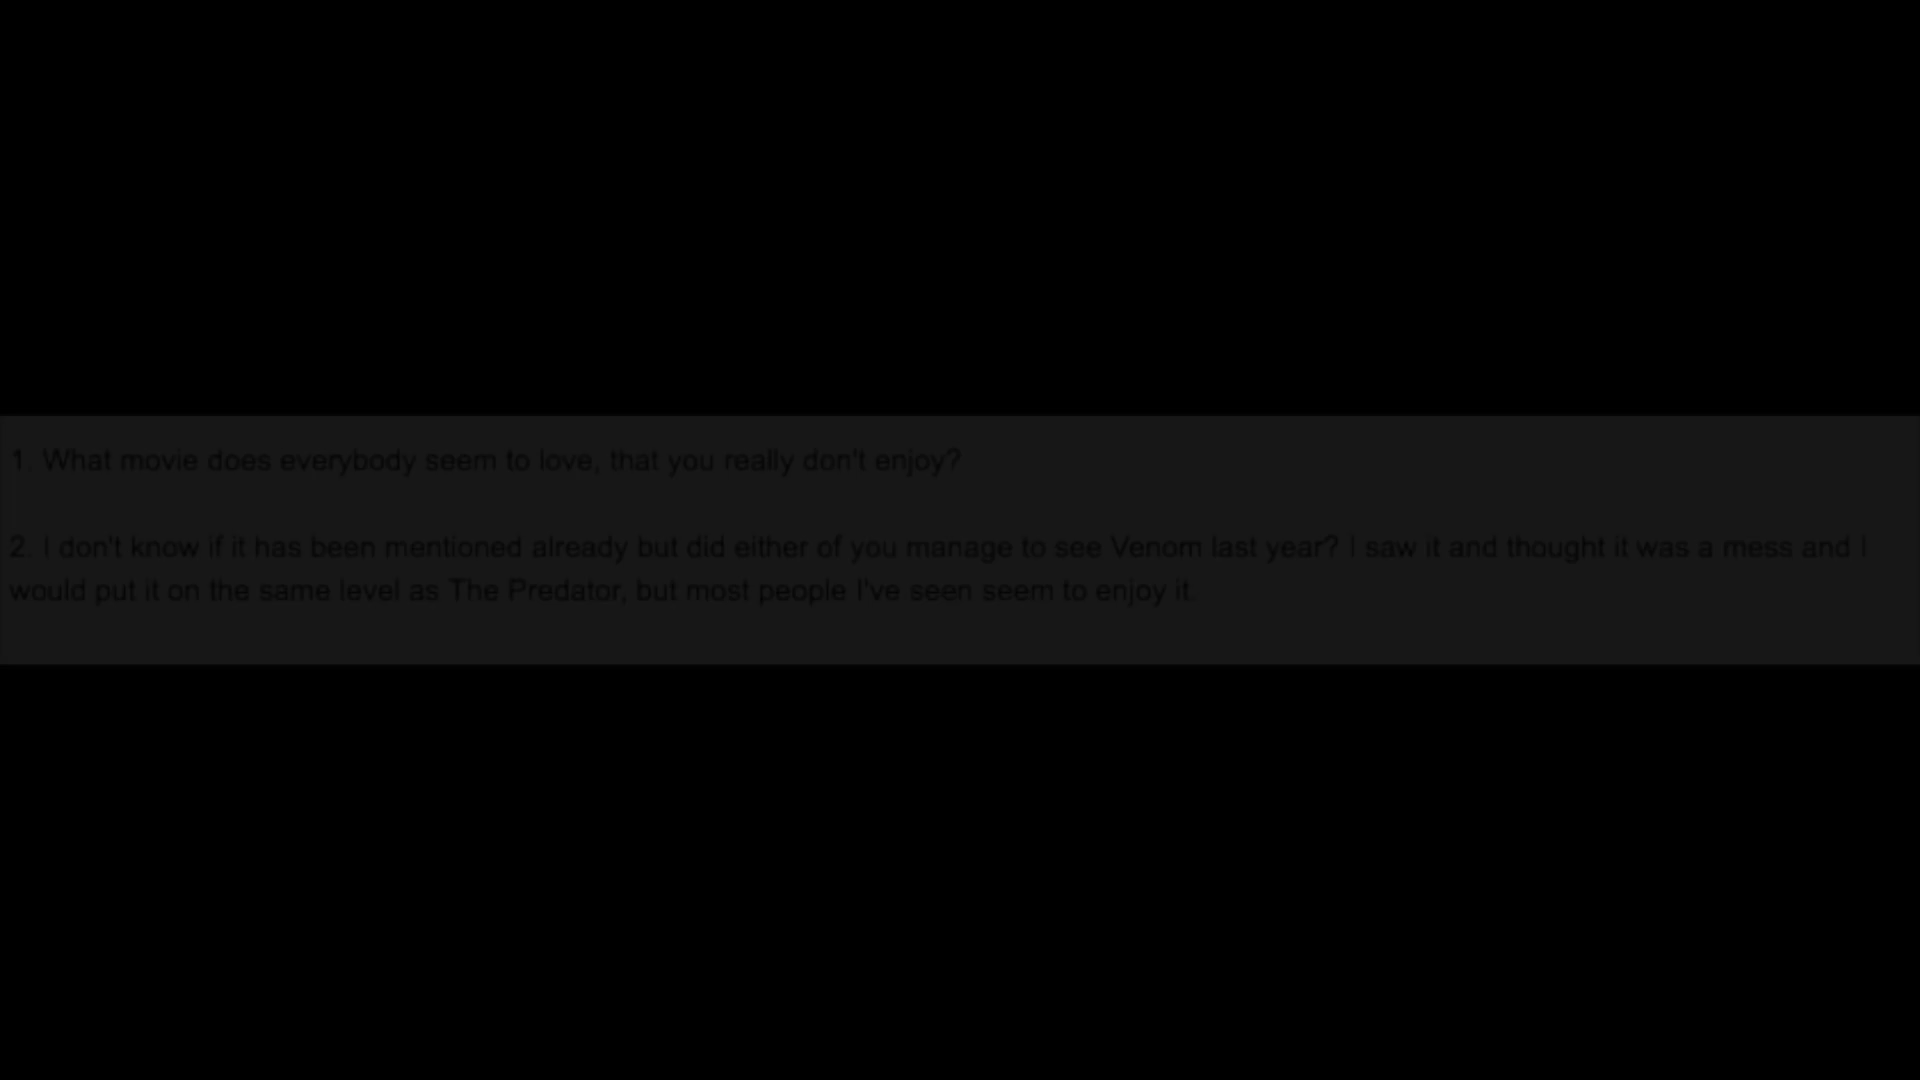 1. What movie does everybody seem to love, that you really don't enjoy?
2. I don't know if it has been mentioned already but did either of you manage to see Venom last year? I saw it and thought it was a mess and I
would put it on the same level as The Predator, but most people I've seen seem to enjoy it.